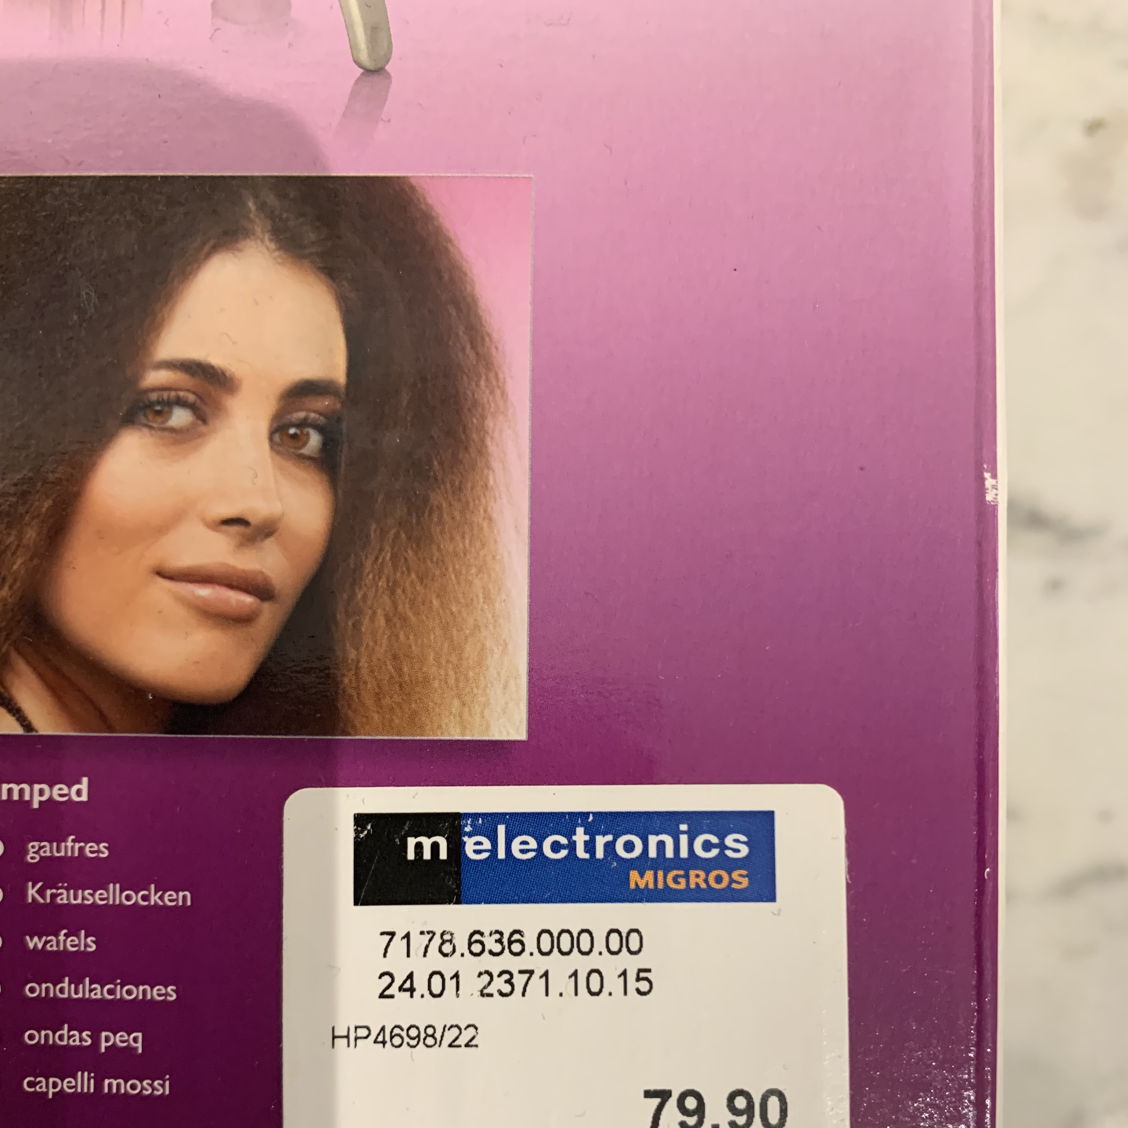 mped
gaufres
Kräusellocken
wafels
ondulaciones
ondas peq
capelli mossi
m electronics
MIGROS
7178.636.000.00
24.01 2371.10.15
HP4698/22
79.90